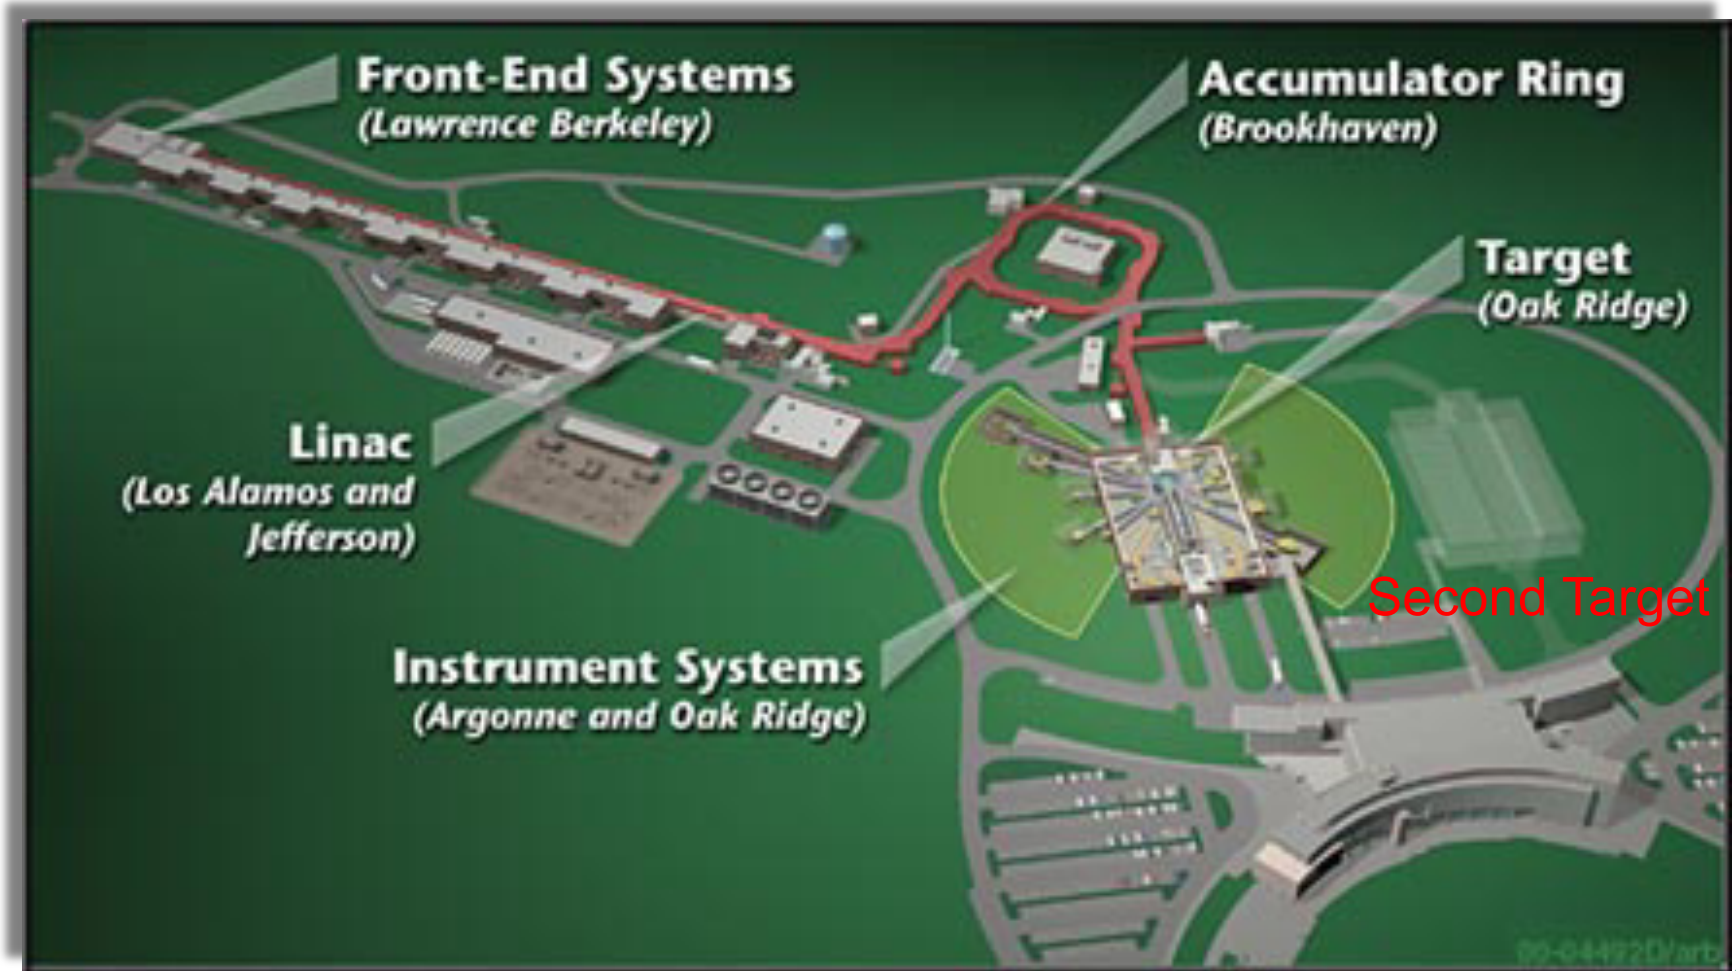 Front-End Systems
(Lawrence Berkeley)
Accumulator Ring
(Brookhaven)
Target
(Oak Ridge)
Linac
(Los Alamos and
Jefferson)
Second Target
Instrument Systems
(Argonne and Oak Ridge)